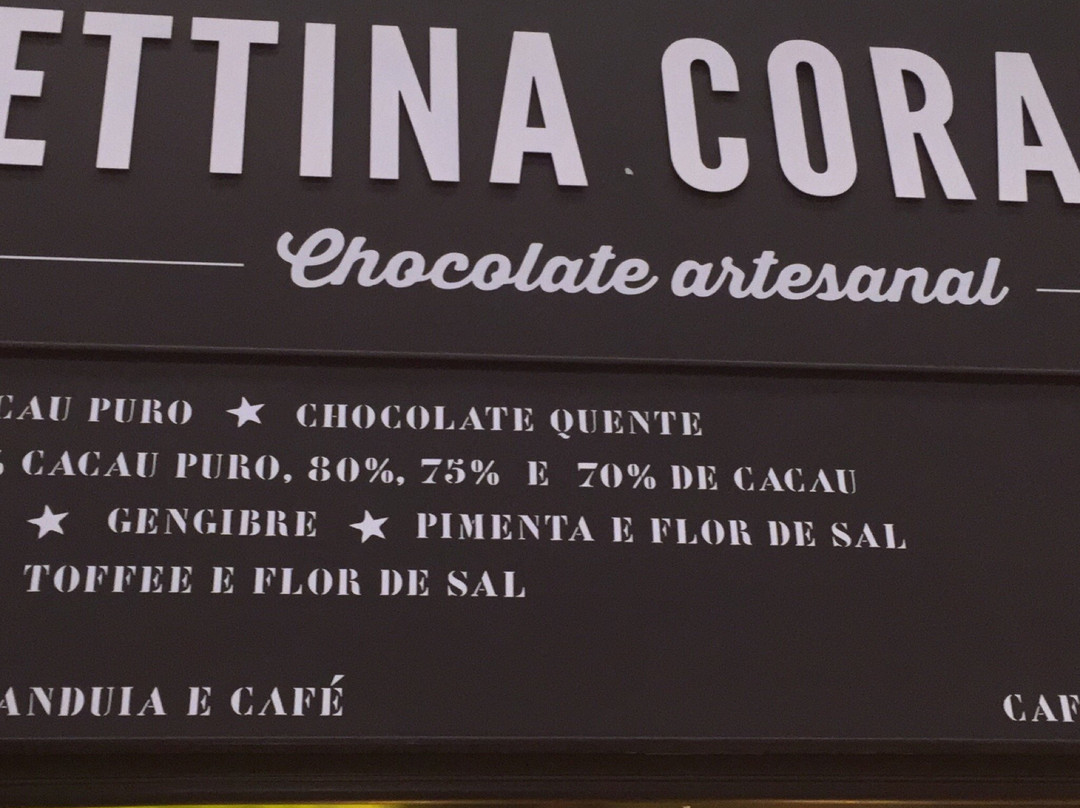 ETTINA CORA
Chocolate artesanal
CAU PURO ★ CHOCOLATE QUENTE
% CACAU PURO, 80%, 75% E 70% DE CACAU
★ GENGIBRE ★ PIMENTA E FLOR DE SAL
TOFFEE E FLOR DE SAL
ANDUIA E CAFÉ
CAF